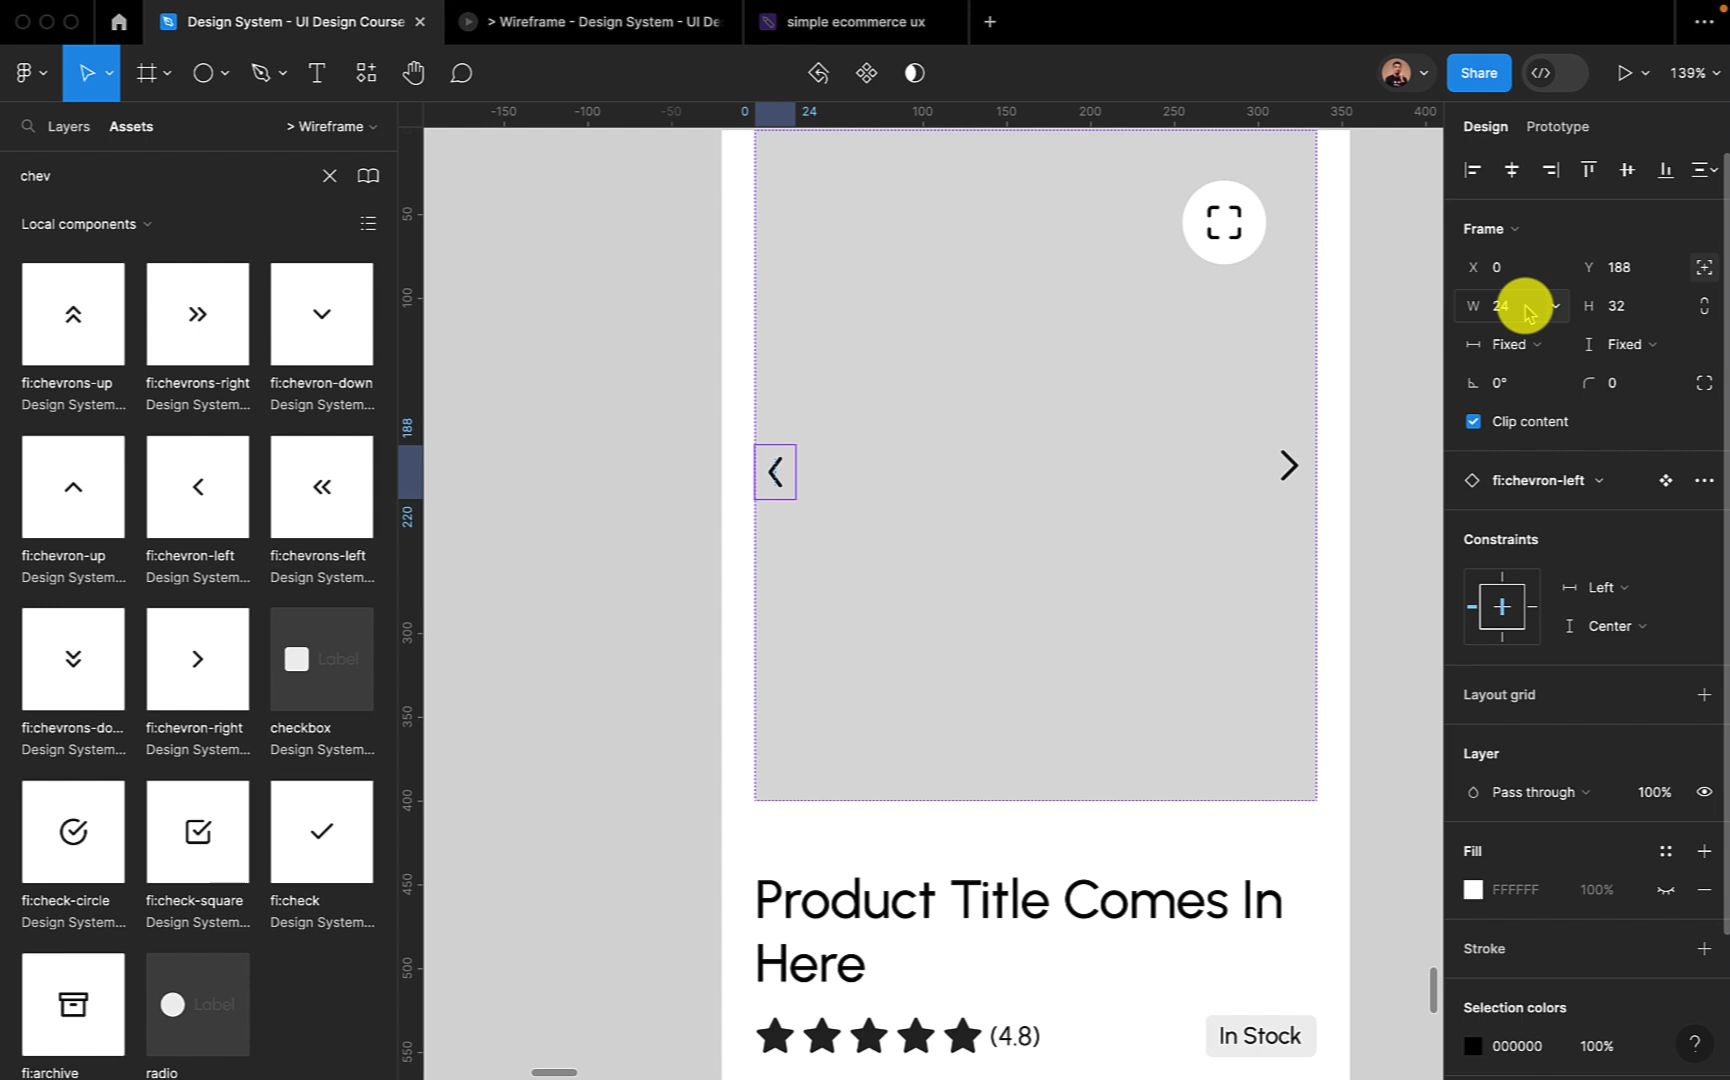 Design System - UI Design Course
> Wireframe - Design System - UI De
simple ecommerce ux
Share
139%
Layers
Assets
> Wireframe
chev
Local components
fi:chevrons-up
Design System...
fi:chevrons-right
Design System...
fi:chevron-down
Design System...
fi:chevron-up
Design System...
fi:chevron-left
Design System...
fi:chevrons-left
Design System...
Label
fi:chevrons-do...
Design System...
fi:chevron-right
Design System...
checkbox
Design System...
fi:check-circle
Design System...
fi:check-square
Design System...
fi:check
Design System...
Label
fi:archive
radio
-150
-100
-50
0
24
100
150
200
250
300
350
400
50
100
188
220
300
350
400
450
500
550
Product Title Comes In
Here
(4.8)
In Stock
Design
Prototype
Frame
X 0
Y 188
W 24
H 32
Fixed
Fixed
0°
0
Clip content
fi:chevron-left
Constraints
Left
Center
Layout grid
Layer
Pass through
100%
Fill
FFFFFF
100%
Stroke
Selection colors
000000
100%
?